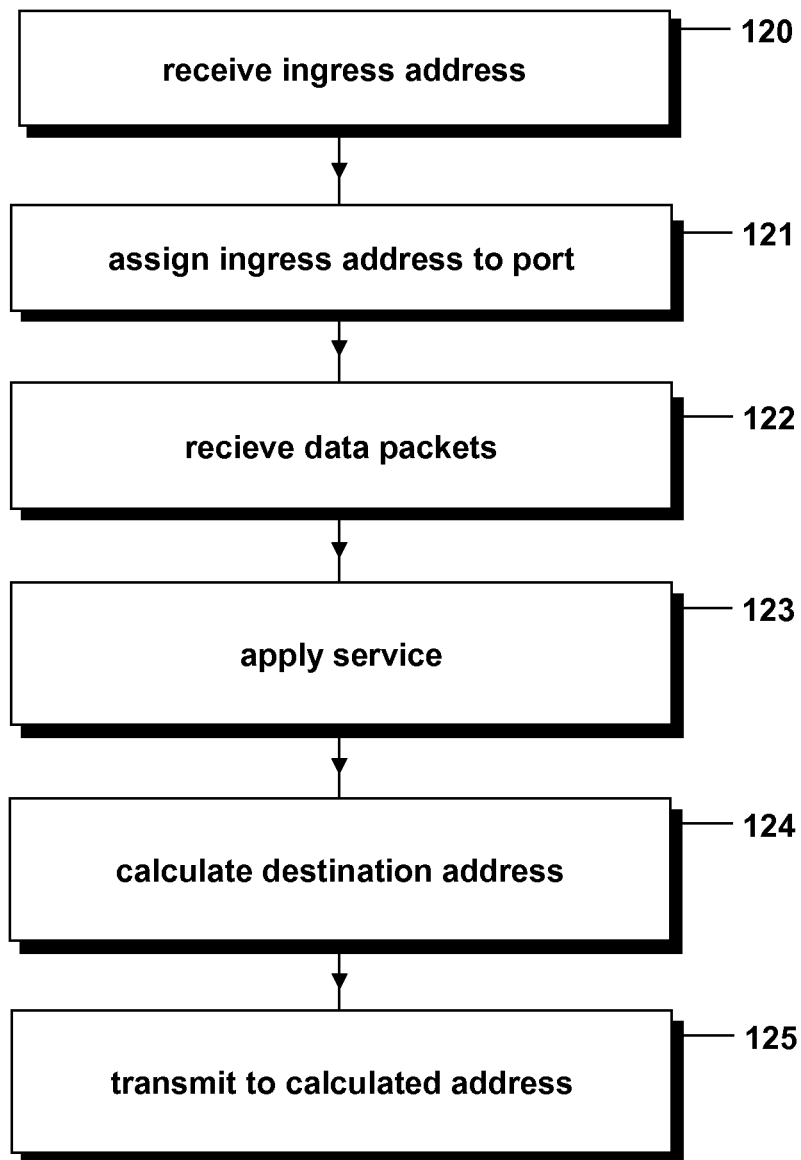 receive ingress address
120
assign ingress address to port
121
recieve data packets
122
apply service
123
calculate destination address
124
transmit to calculated address
125